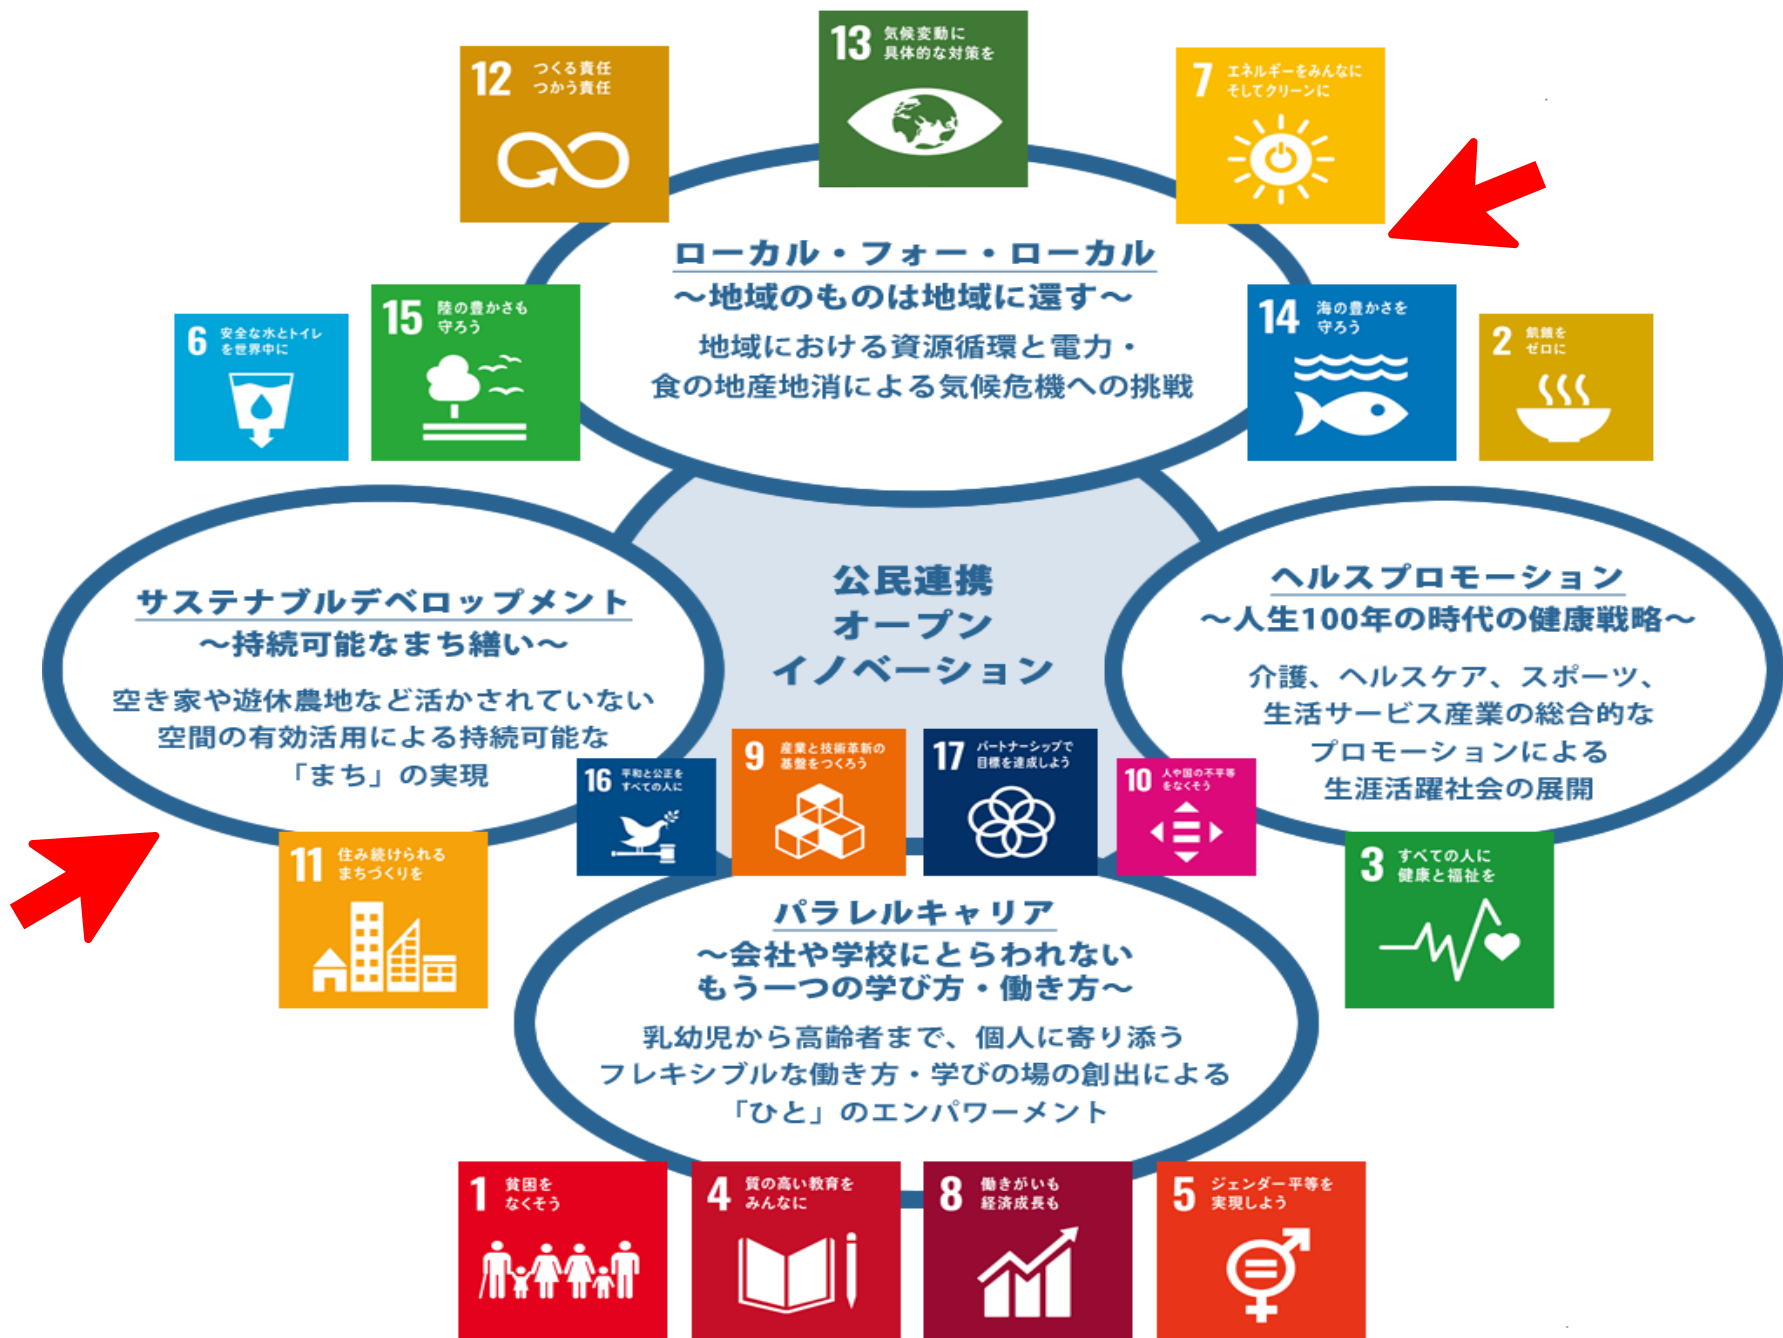 12 つくる責任
つかう責任
13 気候変動に
具体的な対策を
7 エネルギーをみんなに
そしてクリーンに
ローカル・フォー・ローカル
～地域のものは地域に還す～
地域における資源循環と電力・
食の地産地消による気候危機への挑戦
6 安全な水とトイレ
を世界中に
15 陸の豊かさも
守ろう
14 海の豊かさを
守ろう
2 飢餓を
ゼロに
公民連携
オープン
イノベーション
サステナブルデベロップメント
～持続可能なまち繕い～
空き家や遊休農地など活かされていない
空間の有効活用による持続可能な
「まち」の実現
ヘルスプロモーション
～人生100年の時代の健康戦略～
介護、ヘルスケア、スポーツ、
生活サービス産業の総合的な
プロモーションによる
生涯活躍社会の展開
16 平和と公正を
すべての人に
9 産業と技術革新の
基盤をつくろう
17 パートナーシップで
目標を達成しよう
10 人や国の不平等
をなくそう
11 住み続けられる
まちづくりを
3 すべての人に
健康と福祉を
パラレルキャリア
～会社や学校にとらわれない
もう一つの学び方・働き方～
乳幼児から高齢者まで、個人に寄り添う
フレキシブルな働き方・学びの場の創出による
「ひと」のエンパワーメント
1 貧困を
なくそう
4 質の高い教育を
みんなに
8 働きがいも
経済成長も
5 ジェンダー平等を
実現しよう